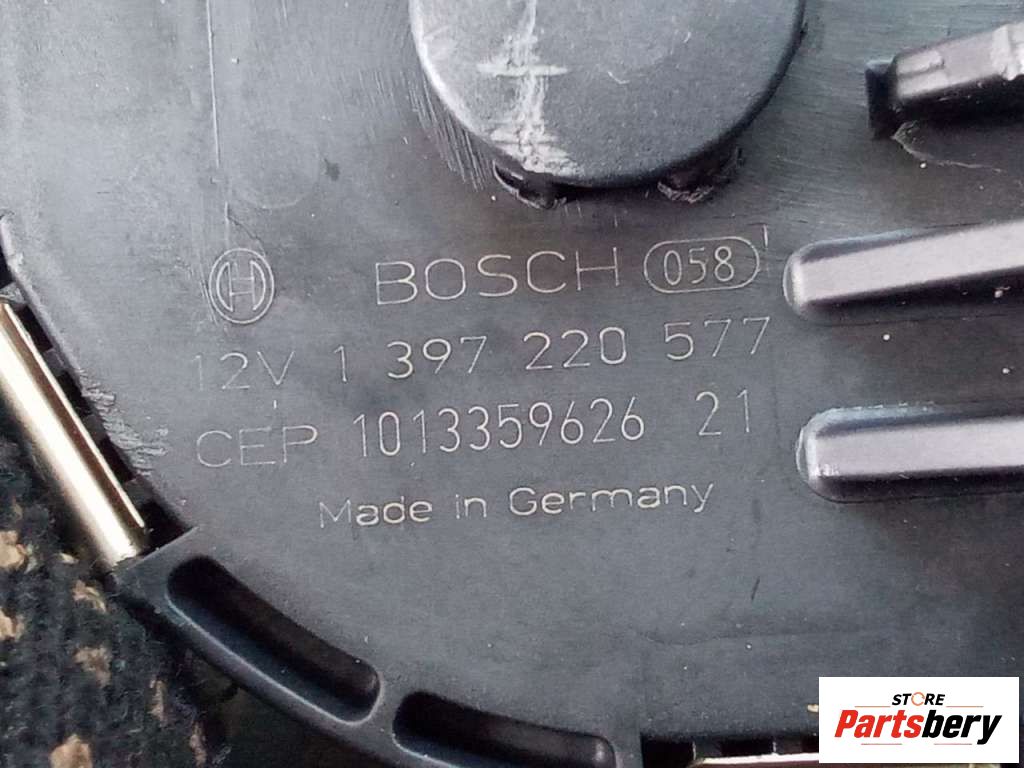 BOSCH 058
12V 1 397 220 577
CEP 1013359626 21
Made in Germany
STORE
Partsbery